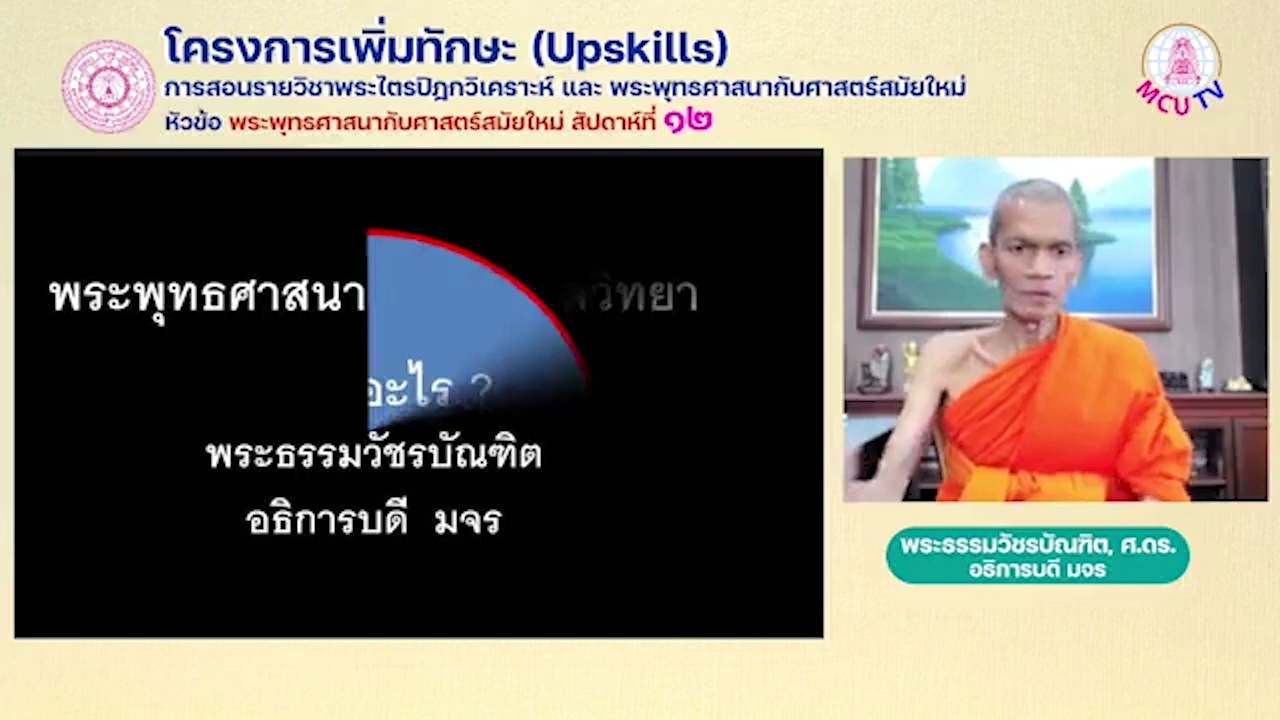 โครงการเพิ่มทักษะ (Upskills)
การสอนรายวิชาพระไตรปิฎกวิเคราะห์ และ พระพุทธศาสนากับศาสตร์สมัยใหม่
หัวข้อ พระพุทธศาสนากับศาสตร์สมัยใหม่ สัปดาห์ที่ ๑๒
MCU TV
พระพุทธศาสนา
อะไร ?
พระธรรมวัชรบัณฑิต
อธิการบดี มจร
พระธรรมวัชรบัณฑิต, ศ.ดร.
อธิการบดี มจร